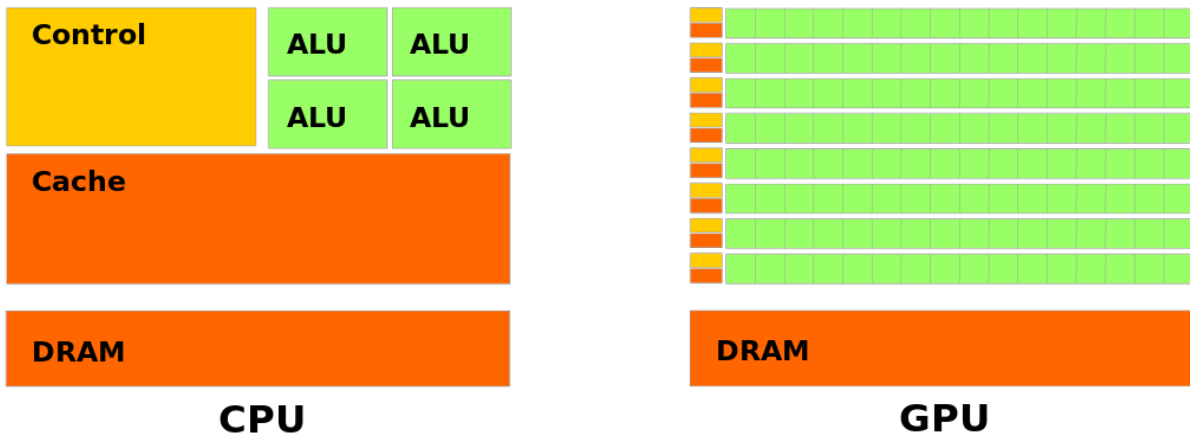 Control
ALU ALU
ALU ALU
Cache
DRAM
CPU
DRAM
GPU